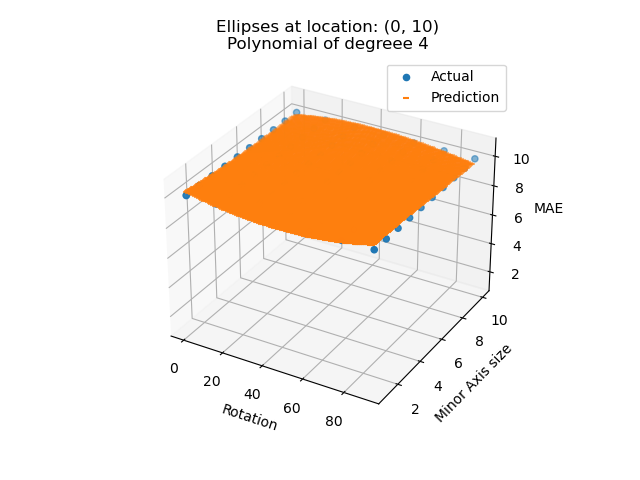 Ellipses at location: (0, 10)
Polynomial of degreee 4
Actual
Prediction
10
8
6
4
2
MAE
10
8
6
4
2
Minor Axis size
0
20
40
60
80
Rotation